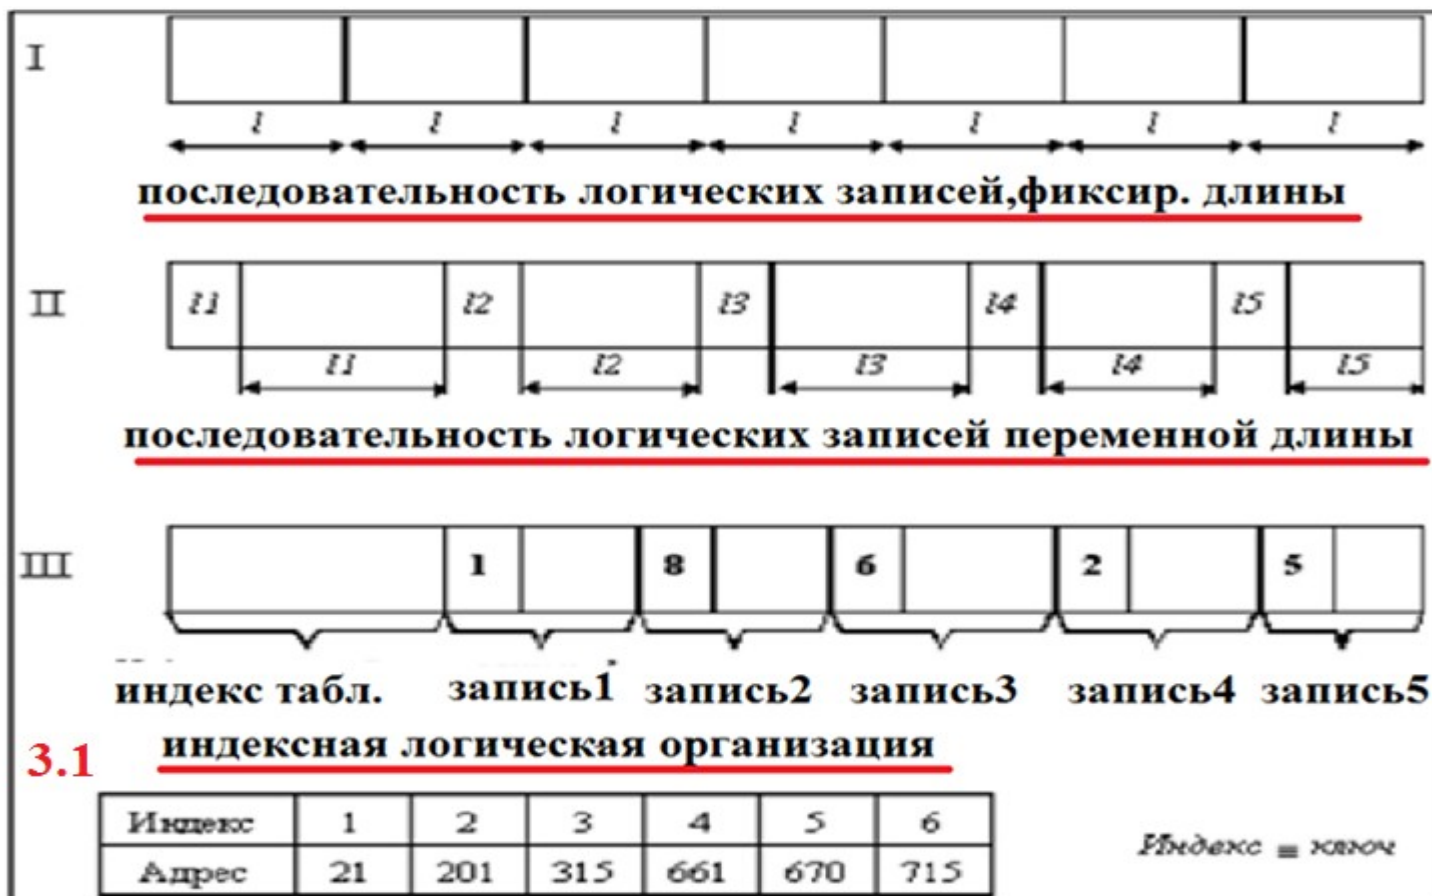 I
l l l l l l l
последовательность логических записей,фиксир. длины
II
l1 l2 l3 l4 l5
l1 l2 l3 l4 l5
последовательность логических записей переменной длины
III
1 8 6 2 5
индекс табл. запись1 запись2 запись3 запись4 запись5
3.1 индексная логическая организация
Индекс 1 2 3 4 5 6
Адрес 21 201 315 661 670 715
Индекс ≡ ключ